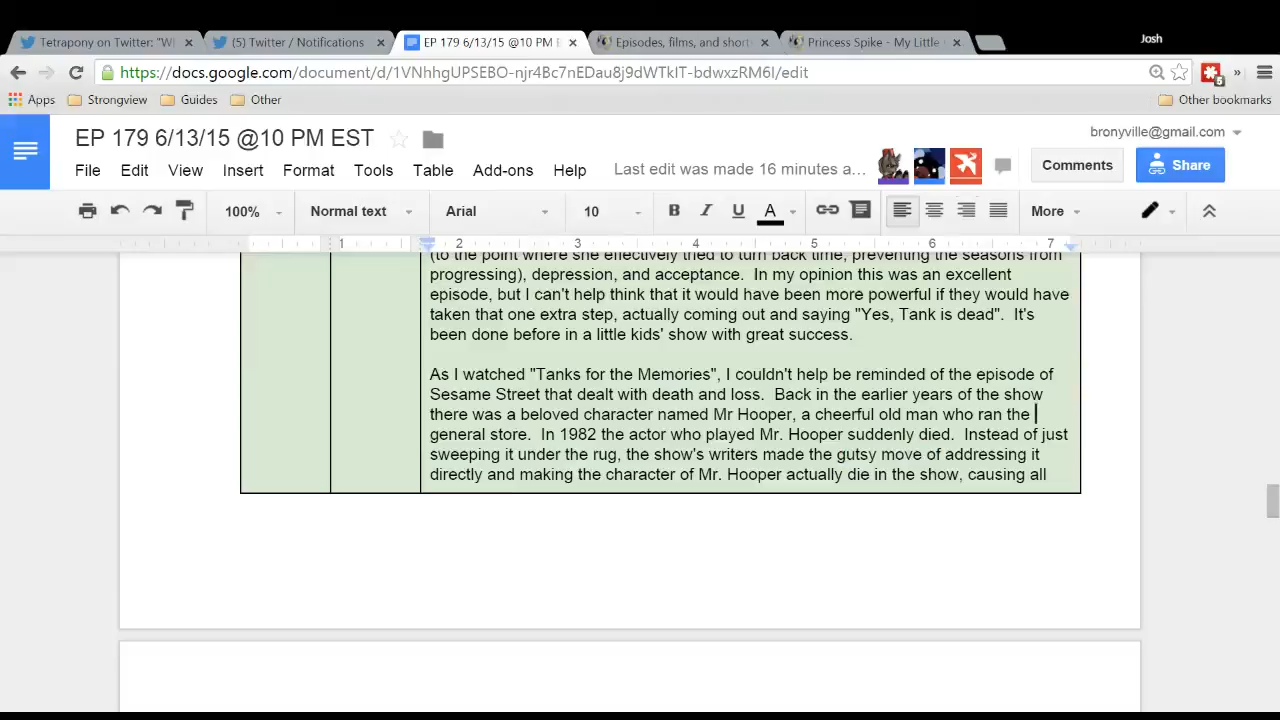 Tetrapony on Twitter: "Wi
(5) Twitter / Notifications
EP 179 6/13/15 @10 PM E
Episodes, films, and short
Princess Spike - My Little
Josh
https://docs.google.com/document/d/1VNhhgUPSEBO-njr4Bc7nEDau8j9dWTkIT-bdwxzRM6I/edit
5
Apps Strongview Guides Other Other bookmarks
EP 179 6/13/15 @10 PM EST
bronyville@gmail.com
File Edit View Insert Format Tools Table Add-ons Help Last edit was made 16 minutes a... Comments Share
100% Normal text Arial 10 B I U A More
1 2 3 4 5 6 7
(to the point where she effectively tried to turn back time, preventing the seasons from
progressing), depression, and acceptance. In my opinion this was an excellent
episode, but I can't help think that it would have been more powerful if they would have
taken that one extra step, actually coming out and saying "Yes, Tank is dead". It's
been done before in a little kids' show with great success.
As I watched "Tanks for the Memories", I couldn't help be reminded of the episode of
Sesame Street that dealt with death and loss. Back in the earlier years of the show
there was a beloved character named Mr Hooper, a cheerful old man who ran the
general store. In 1982 the actor who played Mr. Hooper suddenly died. Instead of just
sweeping it under the rug, the show's writers made the gutsy move of addressing it
directly and making the character of Mr. Hooper actually die in the show, causing all